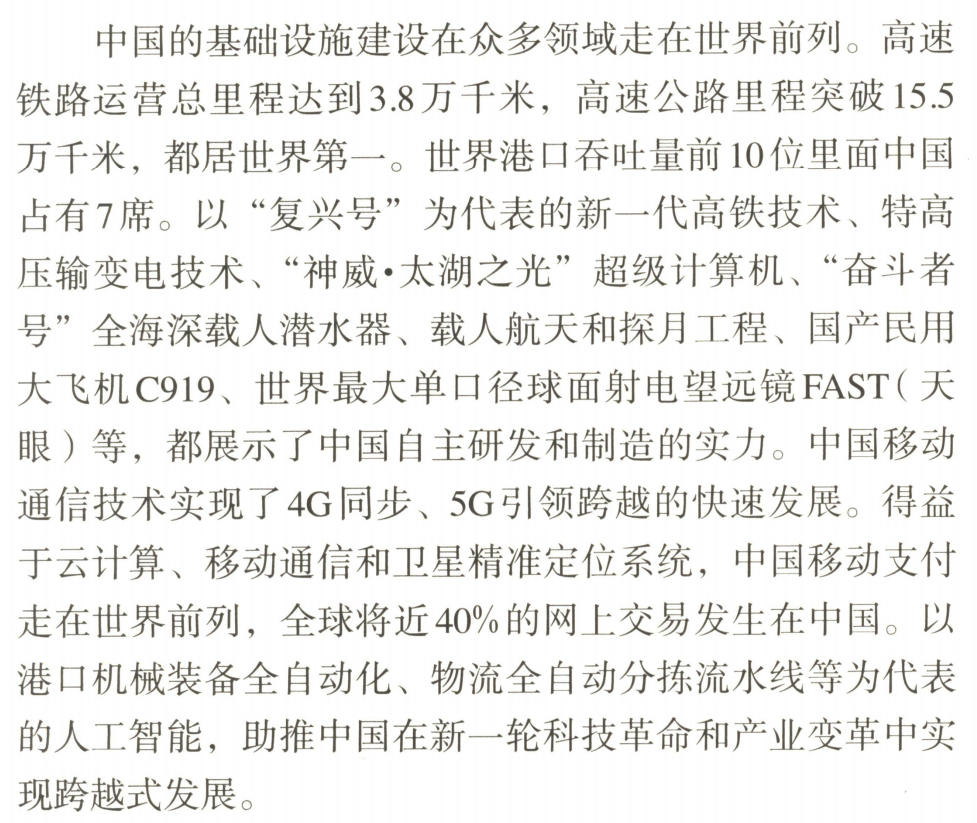 中国的基础设施建设在众多领域走在世界前列。高速
铁路运营总里程达到3.8万千米，高速公路里程突破15.5
万千米，都居世界第一。世界港口吞吐量前10位里面中国
占有7席。以“复兴号”为代表的新一代高铁技术、特高
压输变电技术、“神威·太湖之光”超级计算机、“奋斗者
号”全海深载人潜水器、载人航天和探月工程、国产民用
大飞机C919、世界最大单口径球面射电望远镜FAST（天
眼）等，都展示了中国自主研发和制造的实力。中国移动
通信技术实现了4G同步、5G引领跨越的快速发展。得益
于云计算、移动通信和卫星精准定位系统，中国移动支付
走在世界前列，全球将近40%的网上交易发生在中国。以
港口机械装备全自动化、物流全自动分拣流水线等为代表
的人工智能，助推中国在新一轮科技革命和产业变革中实
现跨越式发展。